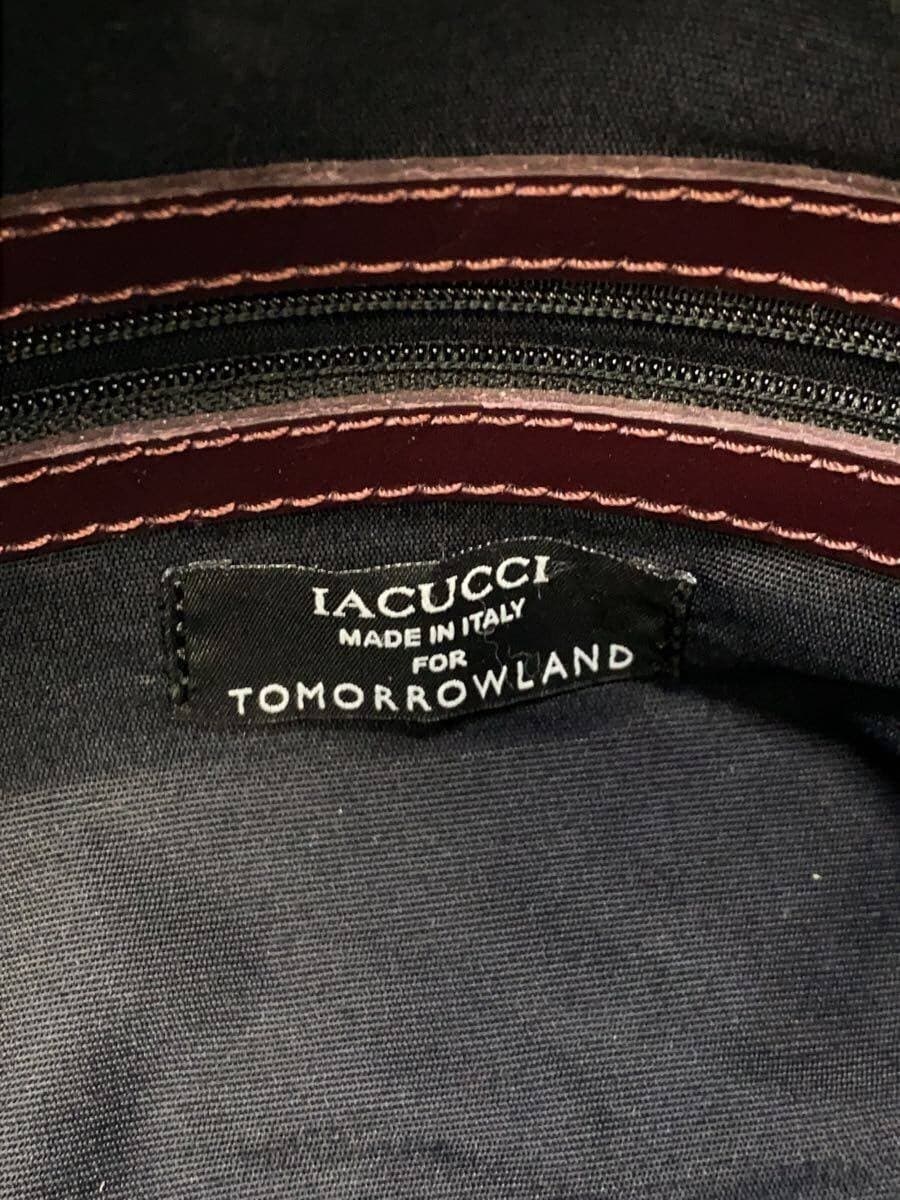 IACUCCI
MADE IN ITALY
FOR
TOMORROWLAND